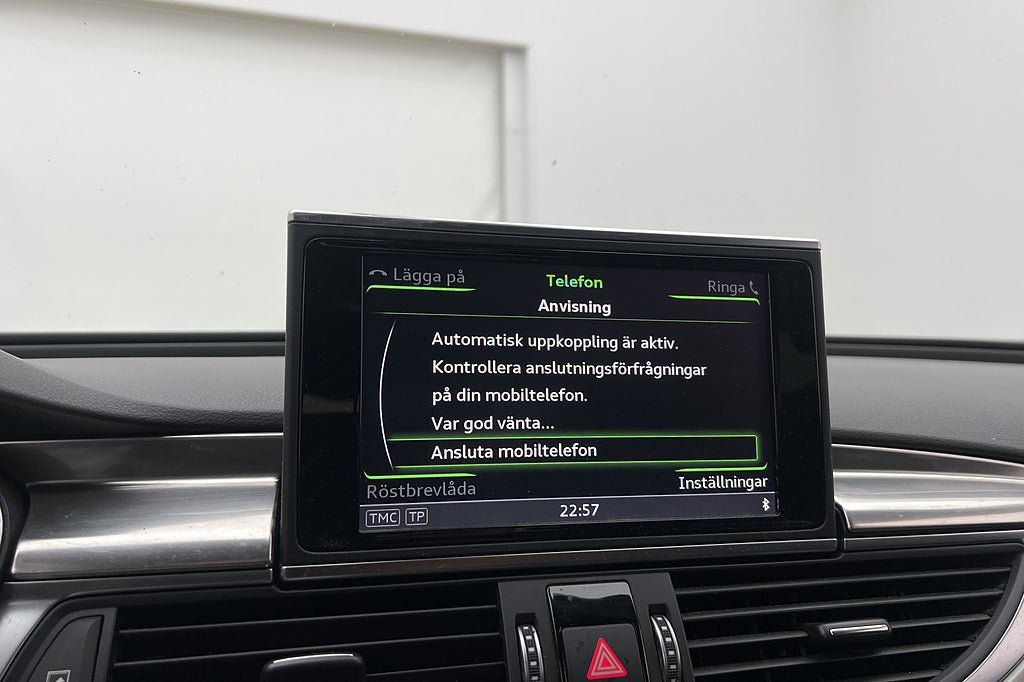 Lägga på
Telefon
Ringa
Anvisning
Automatisk uppkoppling är aktiv.
Kontrollera anslutningsförfrågningar
på din mobiltelefon.
Var god vänta...
Ansluta mobiltelefon
Röstbrevlåda
Inställningar
TMC TP
22:57